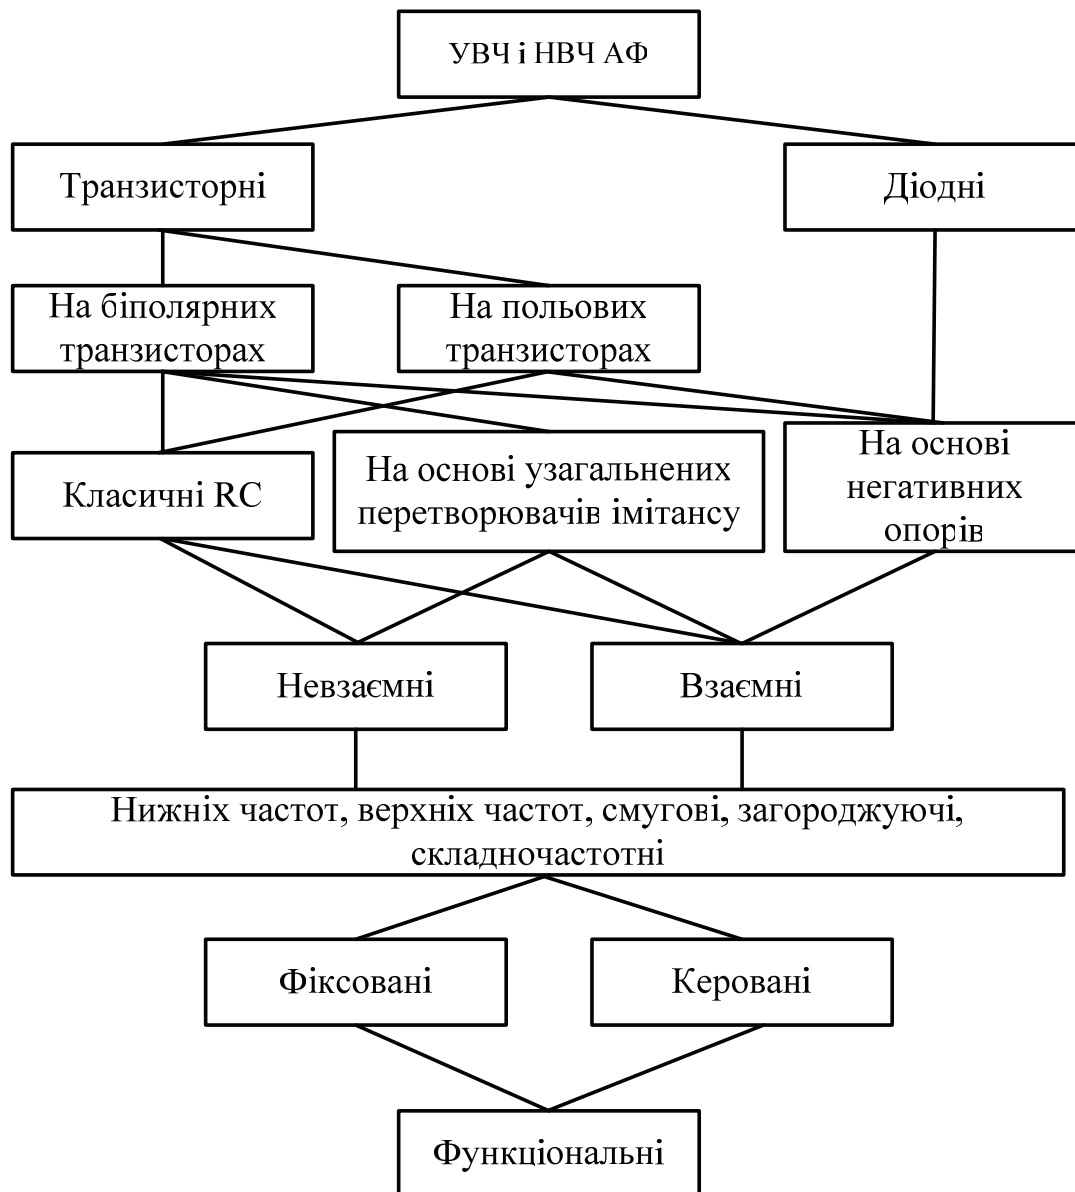 УВЧ і НВЧ АФ
Транзисторні
Діодні
На біполярних
транзисторах
На польових
транзисторах
Класичні RC
На основі узагальнених
перетворювачів імітансу
На основі
негативних
опорів
Невзаємні
Взаємні
Нижніх частот, верхніх частот, смугові, загороджуючі,
складночастотні
Фіксовані
Керовані
Функціональні